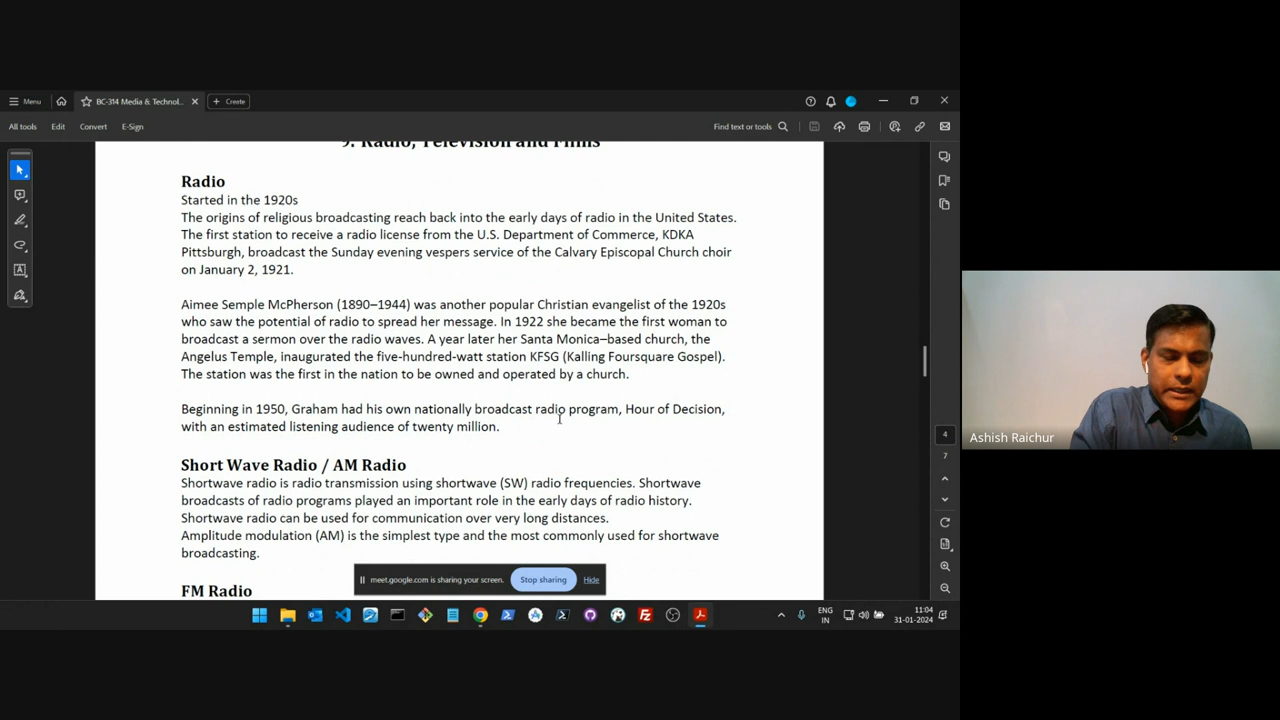 Menu
BC-314 Media & Technol...
Create
All tools
Edit
Convert
E-Sign
Find text or tools
9. Radio, Television and Films
Radio
Started in the 1920s
The origins of religious broadcasting reach back into the early days of radio in the United States.
The first station to receive a radio license from the U.S. Department of Commerce, KDKA
Pittsburgh, broadcast the Sunday evening vespers service of the Calvary Episcopal Church choir
on January 2, 1921.
Aimee Semple McPherson (1890–1944) was another popular Christian evangelist of the 1920s
who saw the potential of radio to spread her message. In 1922 she became the first woman to
broadcast a sermon over the radio waves. A year later her Santa Monica–based church, the
Angelus Temple, inaugurated the five-hundred-watt station KFSG (Kalling Foursquare Gospel).
The station was the first in the nation to be owned and operated by a church.
Beginning in 1950, Graham had his own nationally broadcast radio program, Hour of Decision,
with an estimated listening audience of twenty million.
Short Wave Radio / AM Radio
Shortwave radio is radio transmission using shortwave (SW) radio frequencies. Shortwave
broadcasts of radio programs played an important role in the early days of radio history.
Shortwave radio can be used for communication over very long distances.
Amplitude modulation (AM) is the simplest type and the most commonly used for shortwave
broadcasting.
FM Radio
meet.google.com is sharing your screen.
Stop sharing
Hide
4
7
ENG
IN
11:04
31-01-2024
Ashish Raichur